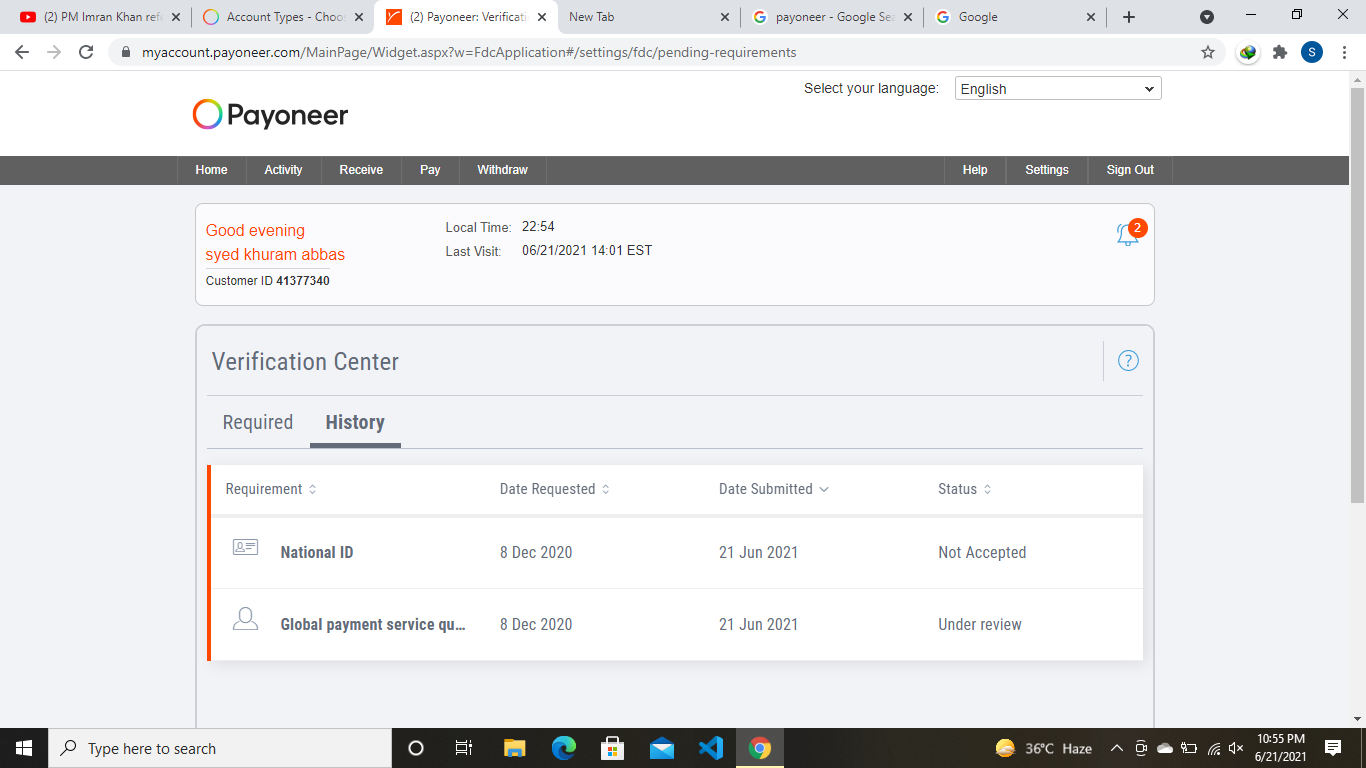 (2) PM Imran Khan refu
Account Types - Choos
(2) Payoneer: Verificati
New Tab
payoneer - Google Sea
Google
myaccount.payoneer.com/MainPage/Widget.aspx?w=FdcApplication#/settings/fdc/pending-requirements
S
Select your language: English
Payoneer
Home Activity Receive Pay Withdraw Help Settings Sign Out
Good evening
syed khuram abbas
Customer ID 41377340
Local Time: 22:54
Last Visit: 06/21/2021 14:01 EST
2
Verification Center
?
Required History
Requirement Date Requested Date Submitted Status
National ID 8 Dec 2020 21 Jun 2021 Not Accepted
Global payment service qu... 8 Dec 2020 21 Jun 2021 Under review
Type here to search
36°C Haze
10:55 PM
6/21/2021